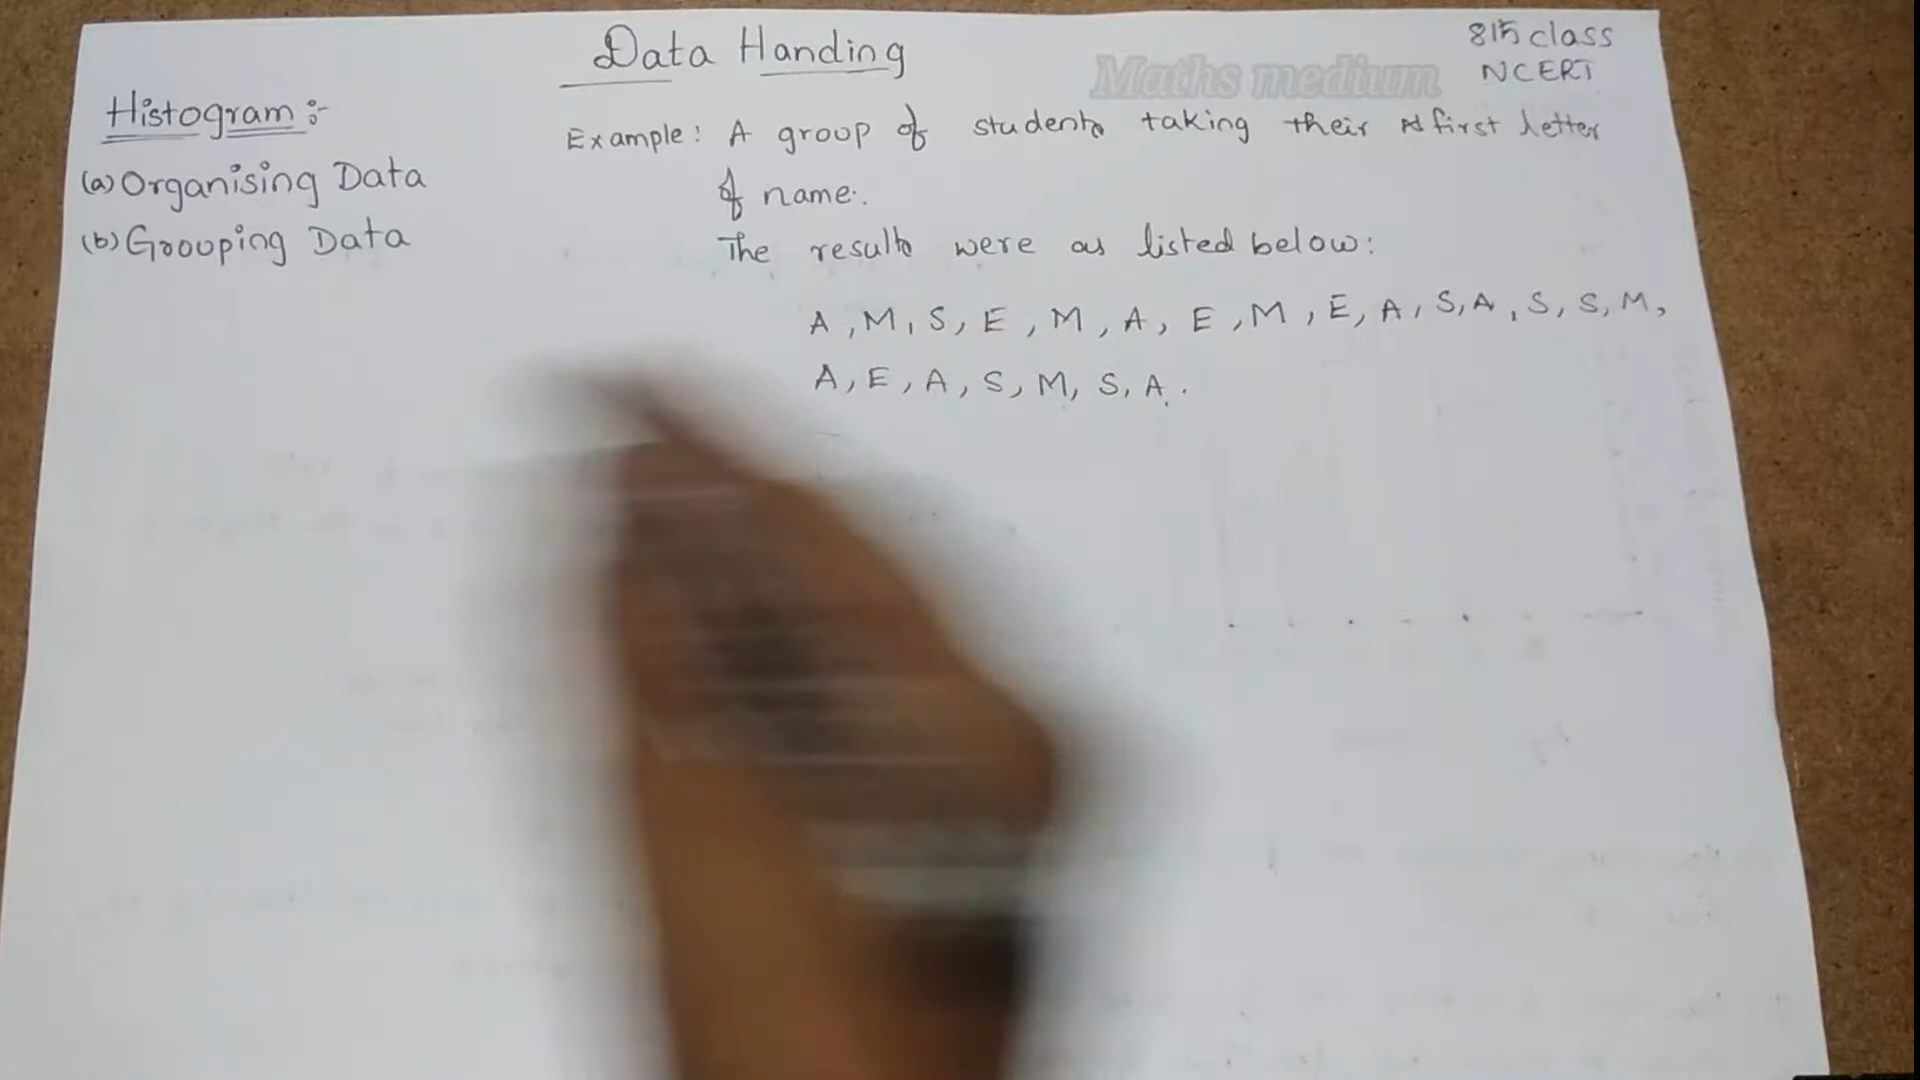 Data Handing
8th class
NCERT
Maths medium
Histogram :-
(a) Organising Data
(b) Grouping Data
Example: A group of students taking their first letter
of name.
The results were as listed below:
A, M, S, E, M, A, E, M, E, A, S, A, S, S, M,
A, E, A, S, M, S, A.